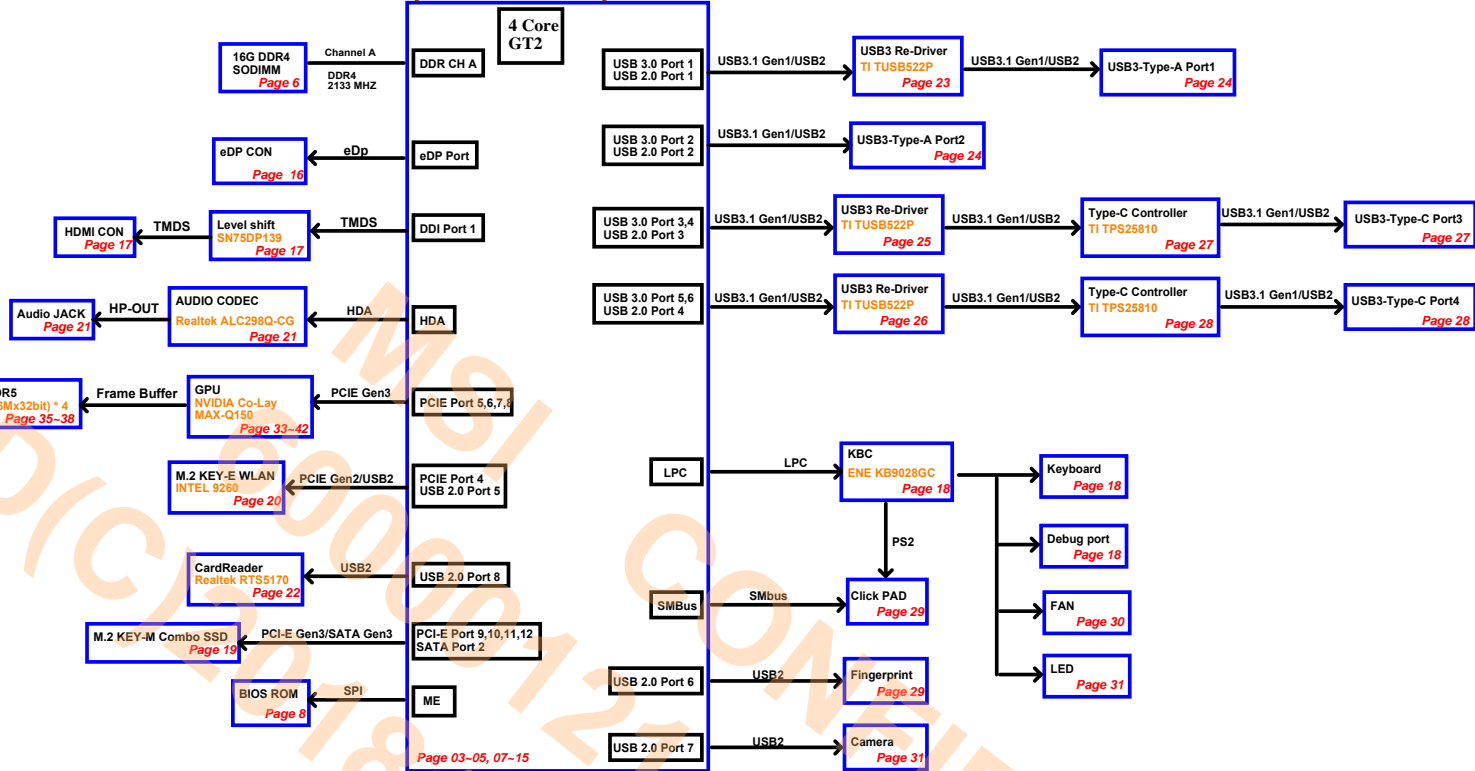 4 Core
GT2
16G DDR4
SODIMM
Page 6
Channel A
DDR4
2133 MHZ
DDR CH A
eDP CON
Page 16
eDp
eDP Port
HDMI CON
Page 17
TMDS
Level shift
SN75DP139
Page 17
TMDS
DDI Port 1
Audio JACK
Page 21
HP-OUT
AUDIO CODEC
Realtek ALC298Q-CG
Page 21
HDA
HDA
Mx32bit) * 4
Page 35~38
Frame Buffer
GPU
NVIDIA Co-Lay
MAX-Q150
Page 33~42
PCIE Gen3
PCIE Port 5,6,7,8
M.2 KEY-E WLAN
INTEL 9260
Page 20
PCIE Gen2/USB2
PCIE Port 4
USB 2.0 Port 5
CardReader
Realtek RTS5170
Page 22
USB2
USB 2.0 Port 8
M.2 KEY-M Combo SSD
Page 19
PCI-E Gen3/SATA Gen3
PCI-E Port 9,10,11,12
SATA Port 2
BIOS ROM
Page 8
SPI
ME
Page 03~05, 07~15
USB 3.0 Port 1
USB 2.0 Port 1
USB3.1 Gen1/USB2
USB3 Re-Driver
TI TUSB522P
Page 23
USB3.1 Gen1/USB2
USB3-Type-A Port1
Page 24
USB 3.0 Port 2
USB 2.0 Port 2
USB3.1 Gen1/USB2
USB3-Type-A Port2
Page 24
USB 3.0 Port 3,4
USB 2.0 Port 3
USB3.1 Gen1/USB2
USB3 Re-Driver
TI TUSB522P
Page 25
USB3.1 Gen1/USB2
Type-C Controller
TI TPS25810
Page 27
USB3.1 Gen1/USB2
USB3-Type-C Port3
Page 27
USB 3.0 Port 5,6
USB 2.0 Port 4
USB3.1 Gen1/USB2
USB3 Re-Driver
TI TUSB522P
Page 26
USB3.1 Gen1/USB2
Type-C Controller
TI TPS25810
Page 28
USB3.1 Gen1/USB2
USB3-Type-C Port4
Page 28
LPC
LPC
KBC
ENE KB9028GC
Page 18
Keyboard
Page 18
PS2
Debug port
Page 18
SMBus
SMbus
Click PAD
Page 29
FAN
Page 30
LED
Page 31
USB 2.0 Port 6
USB2
Fingerprint
Page 29
USB 2.0 Port 7
USB2
Camera
Page 31
MSI